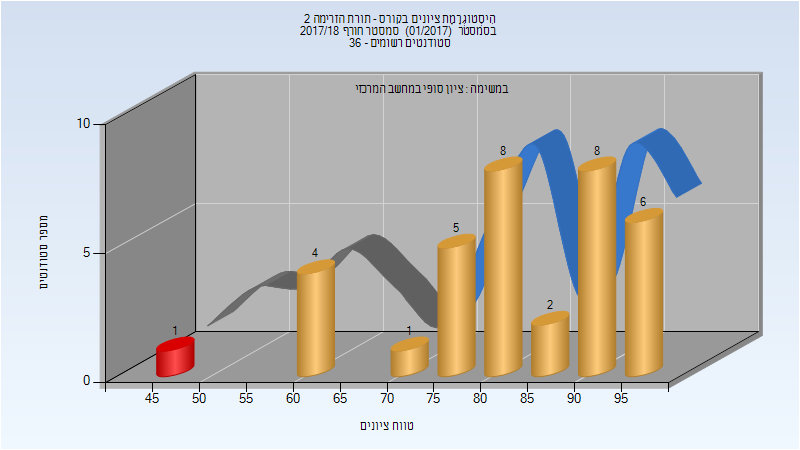 היסטוגרמת ציונים בקורס - תורת הזרימה 2
בסמסטר (01/2017) סמסטר חורף 2017/18
סטודנטים רשומים - 36
במשימה : ציון סופי במחשב המרכזי
10
5
0
מספר סטודנטים
1
4
1
5
8
2
8
6
45 50 55 60 65 70 75 80 85 90 95
טווח ציונים